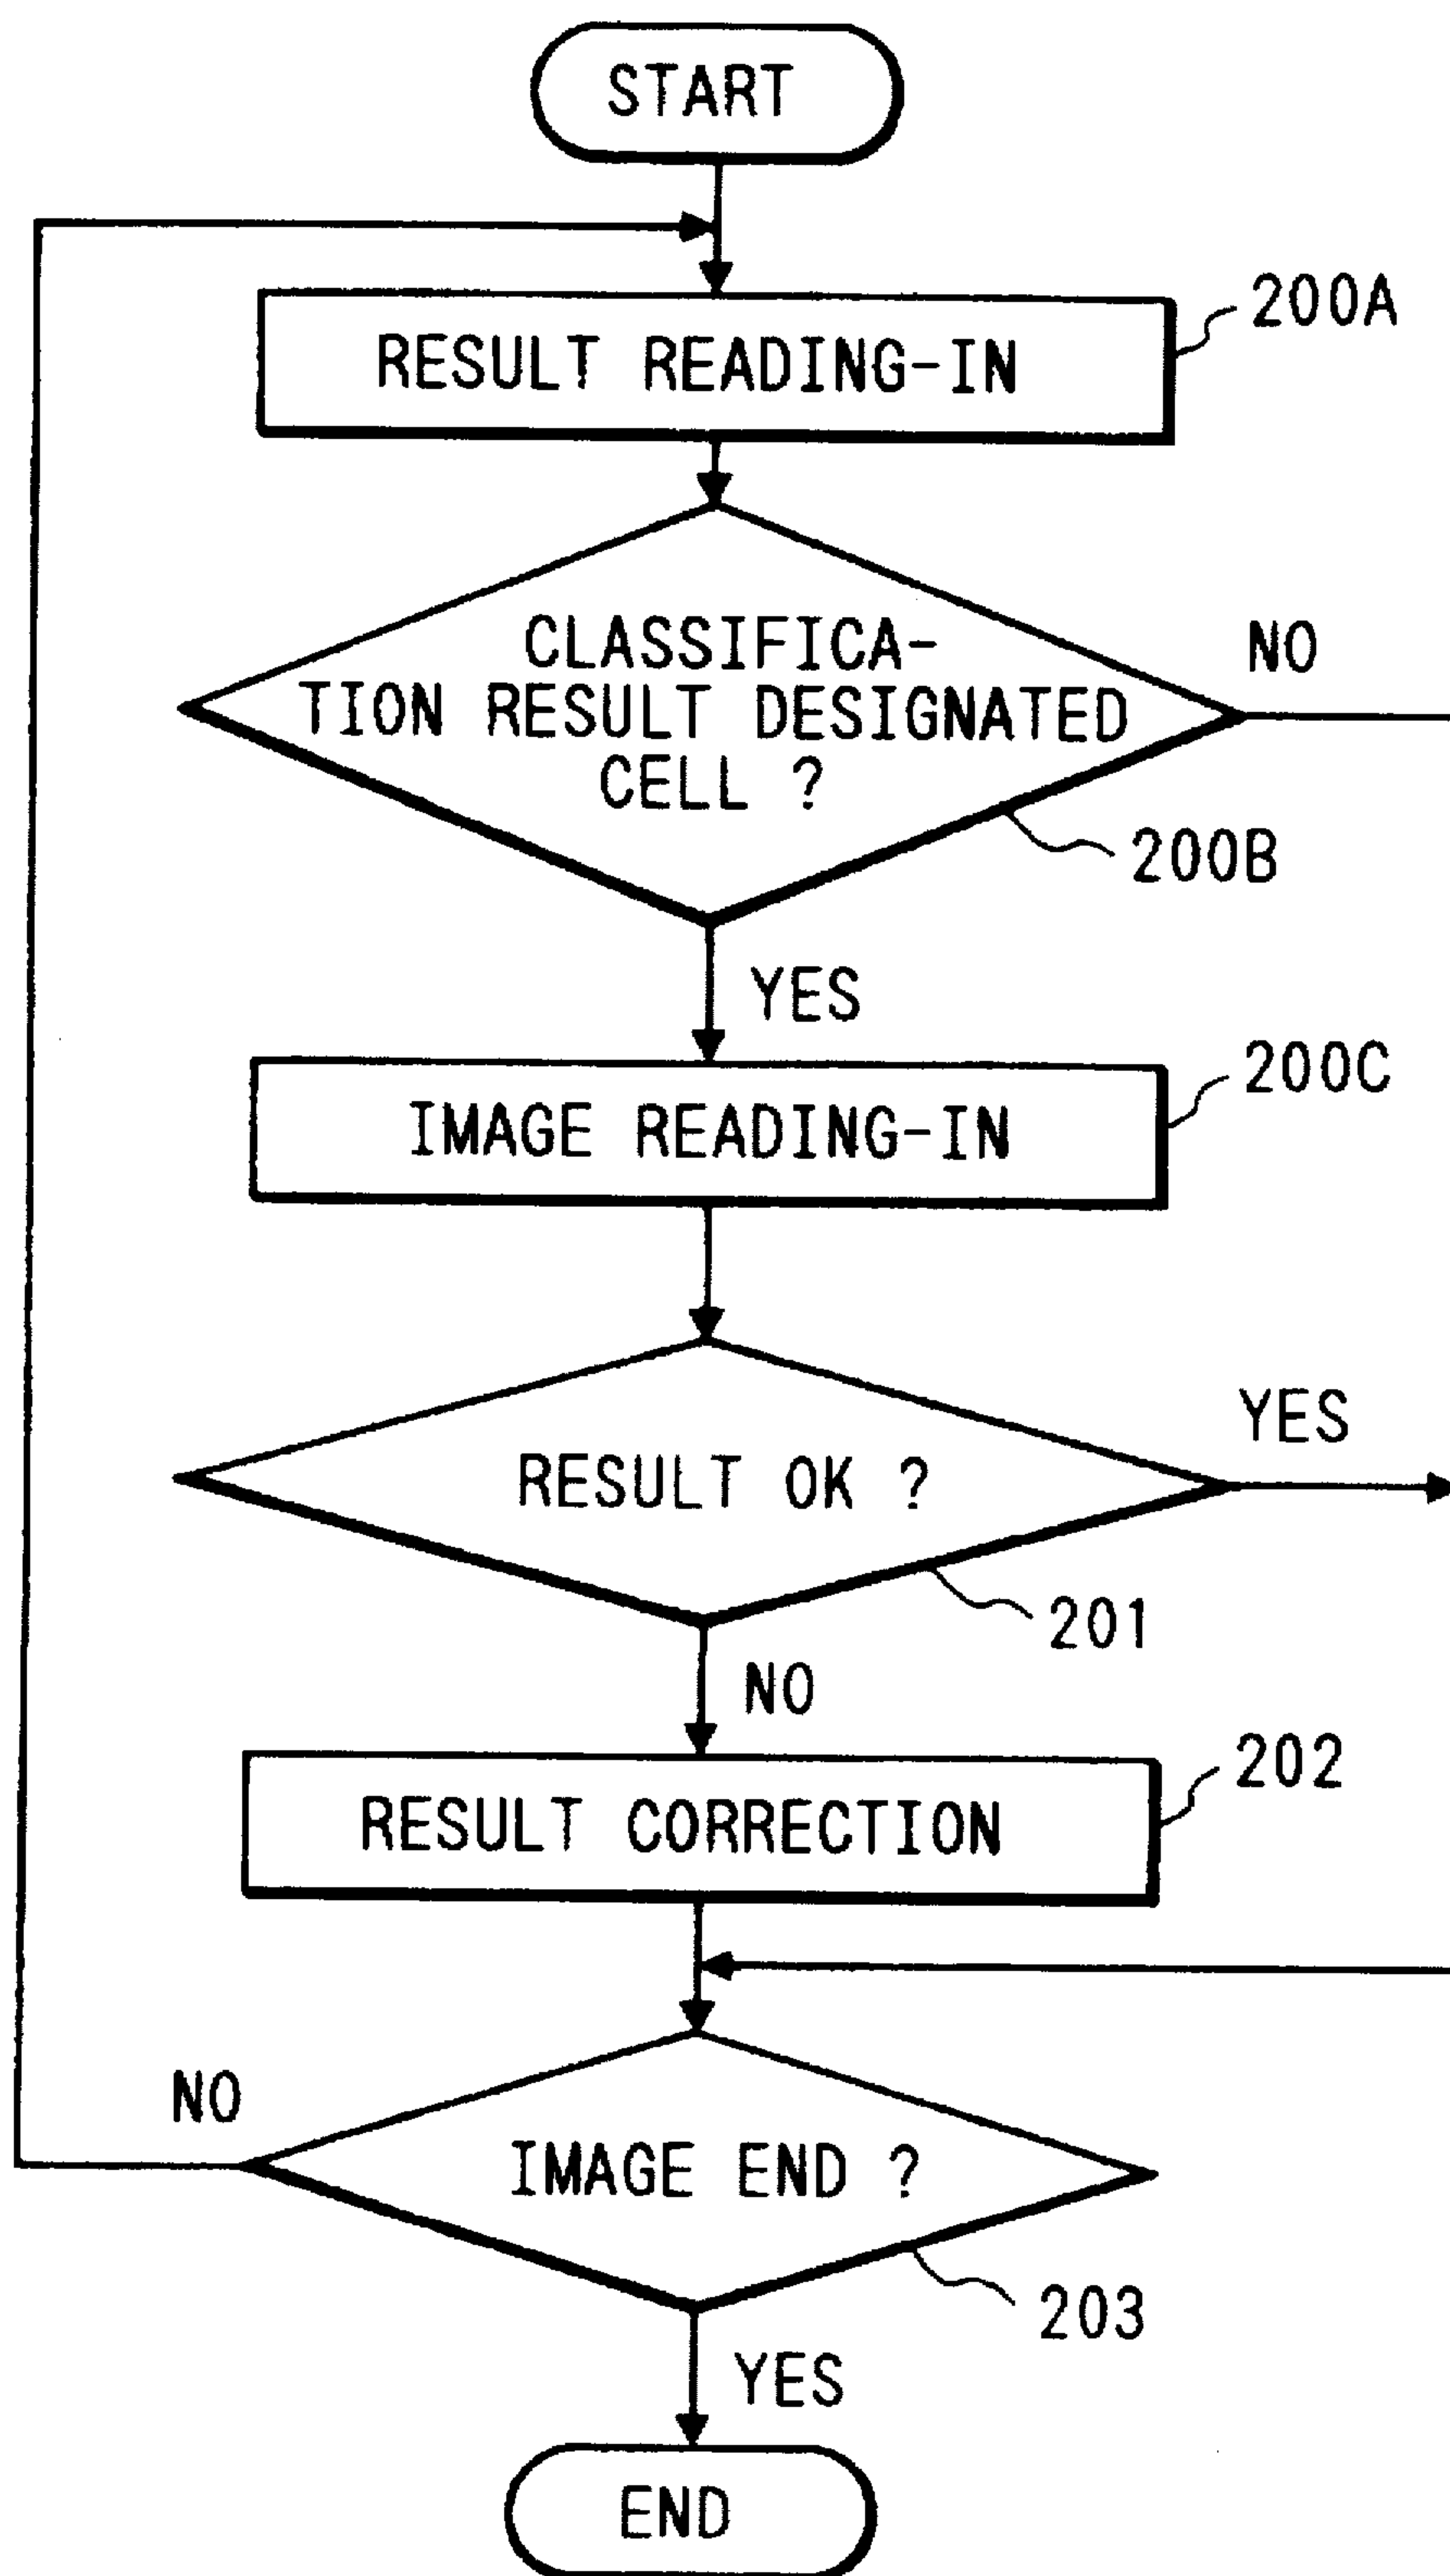 START
RESULT READING-IN
200A
CLASSIFICA-
TION RESULT DESIGNATED
CELL ?
NO
200B
YES
IMAGE READING-IN
200C
RESULT OK ?
YES
201
NO
RESULT CORRECTION
202
NO
IMAGE END ?
203
YES
END